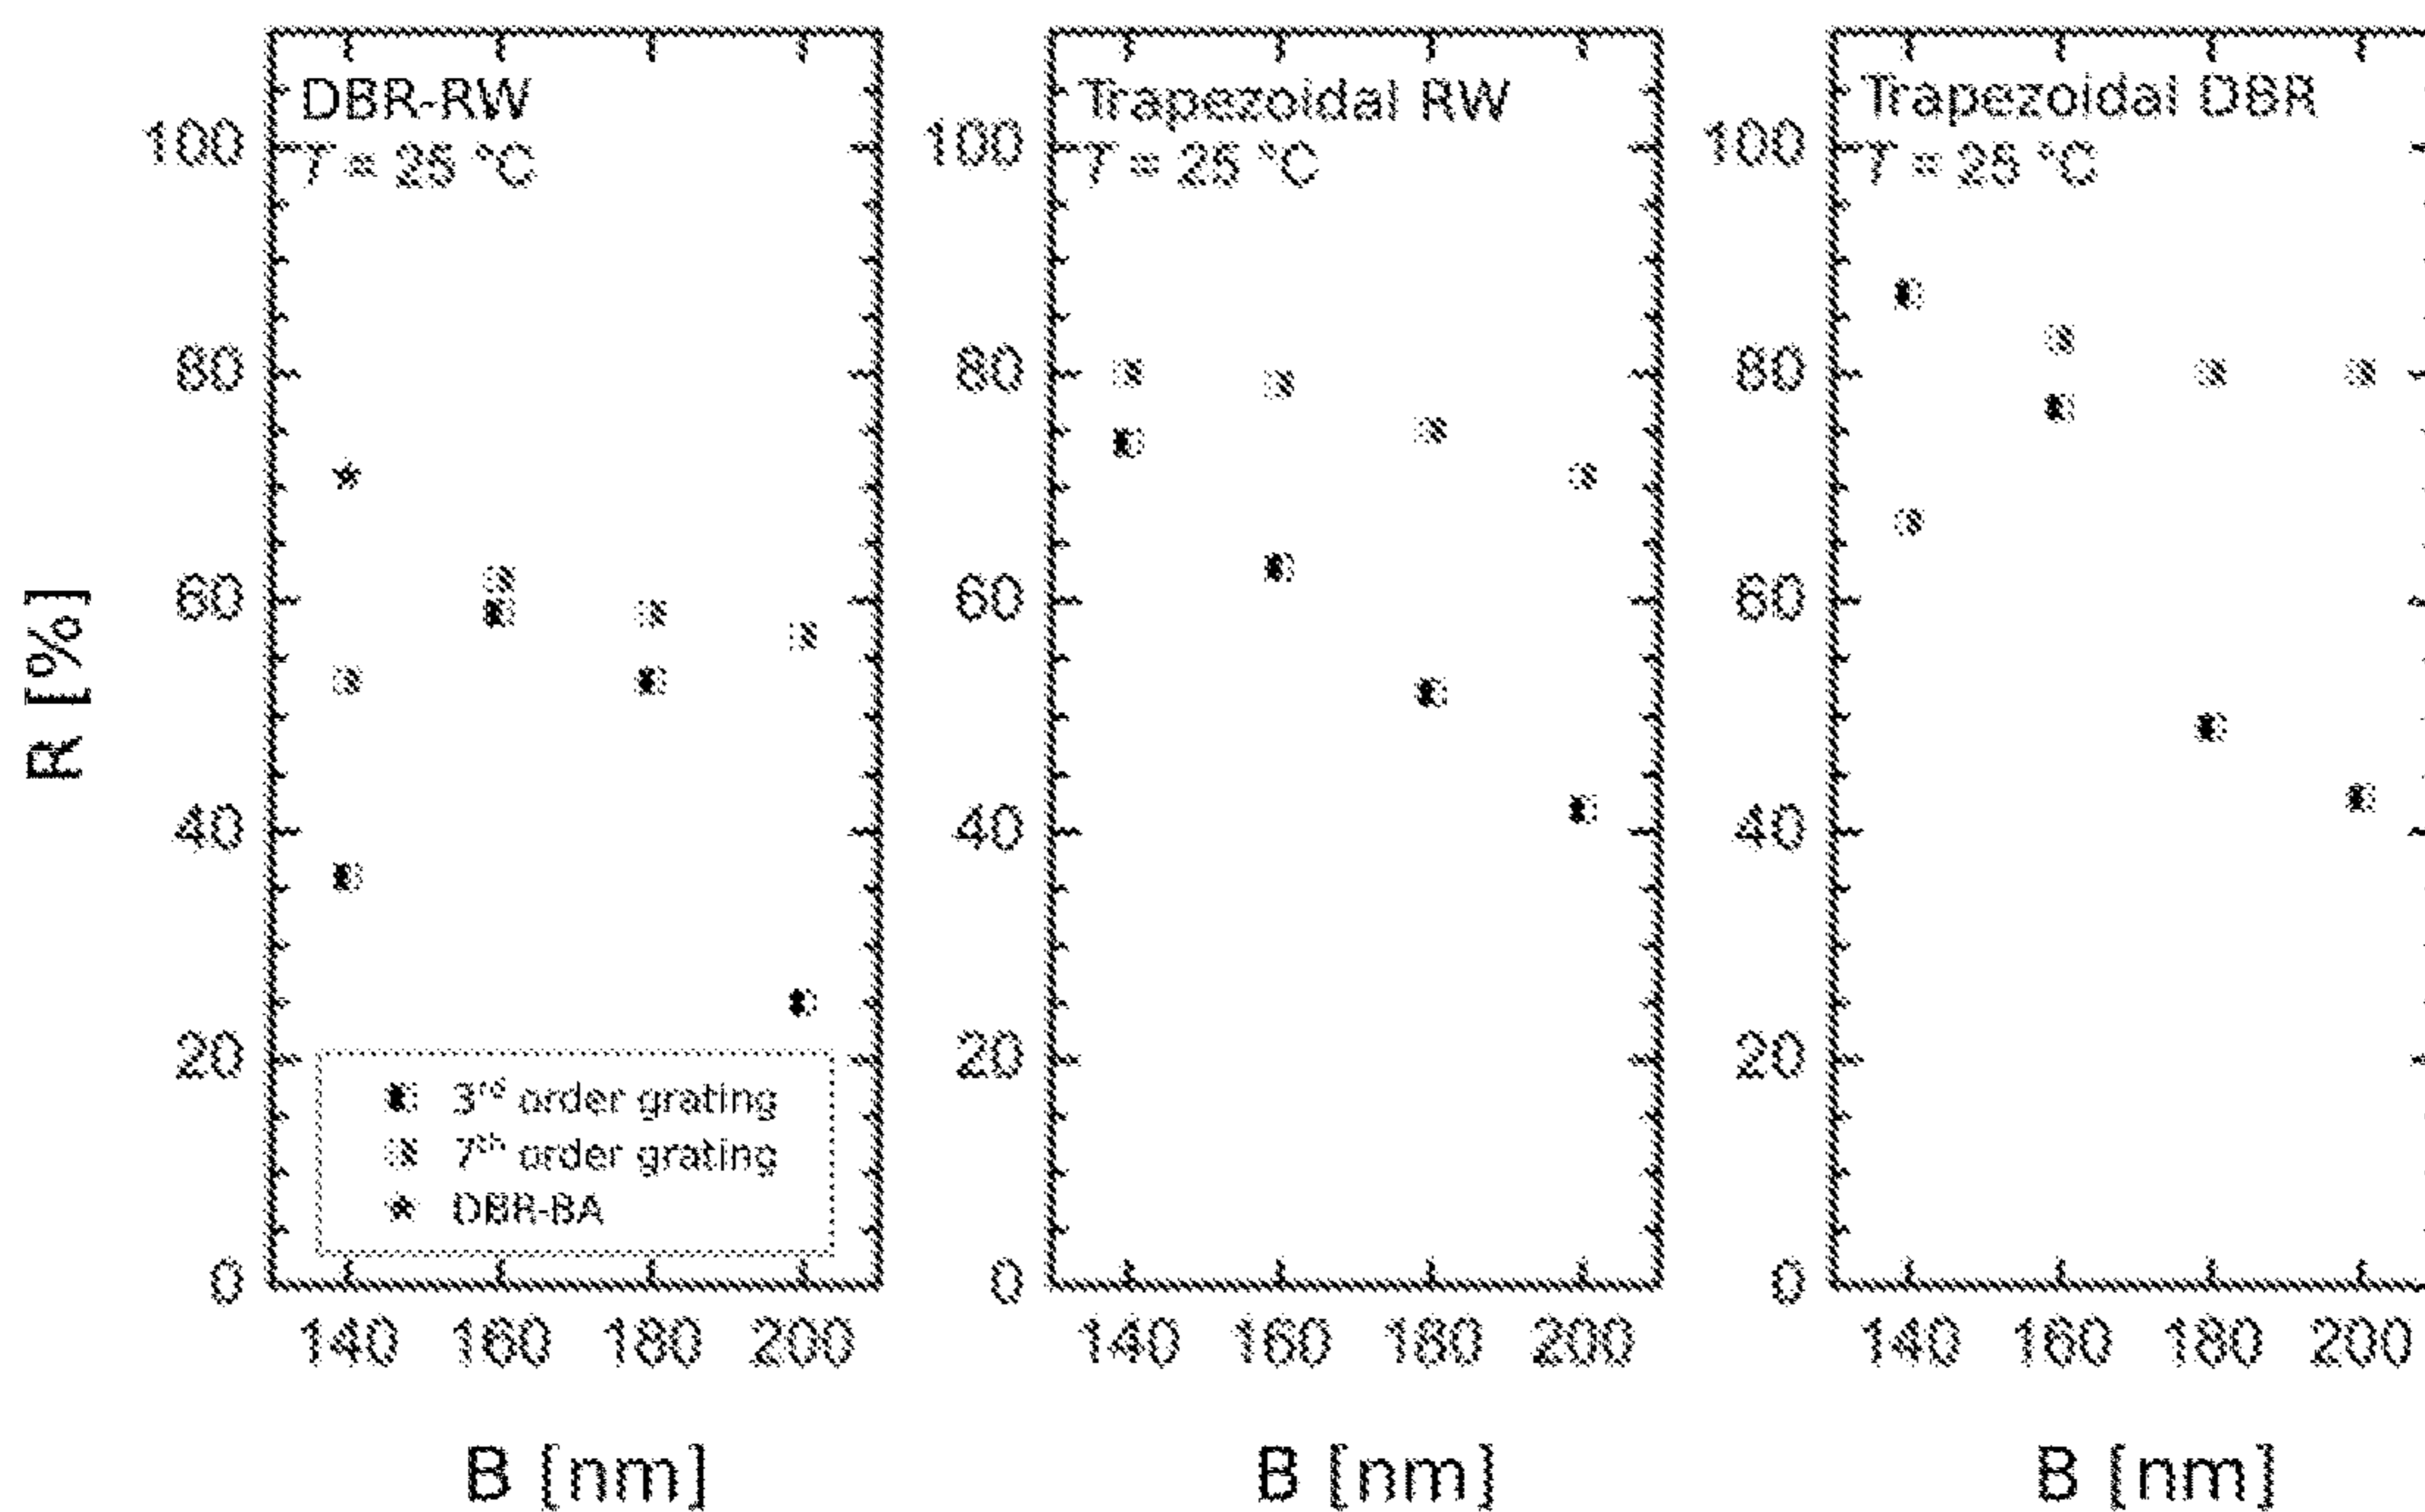 DBR-RW
T = 25 °C
100
80
60
40
20
0
R [%]
3rd order grating
7th order grating
DBR-BA
140 160 180 200
B [nm]
Trapezoidal RW
T = 25 °C
100
80
60
40
20
0
140 160 180 200
B [nm]
Trapezoidal DBR
T = 25 °C
100
80
60
40
20
0
140 160 180 200
B [nm]